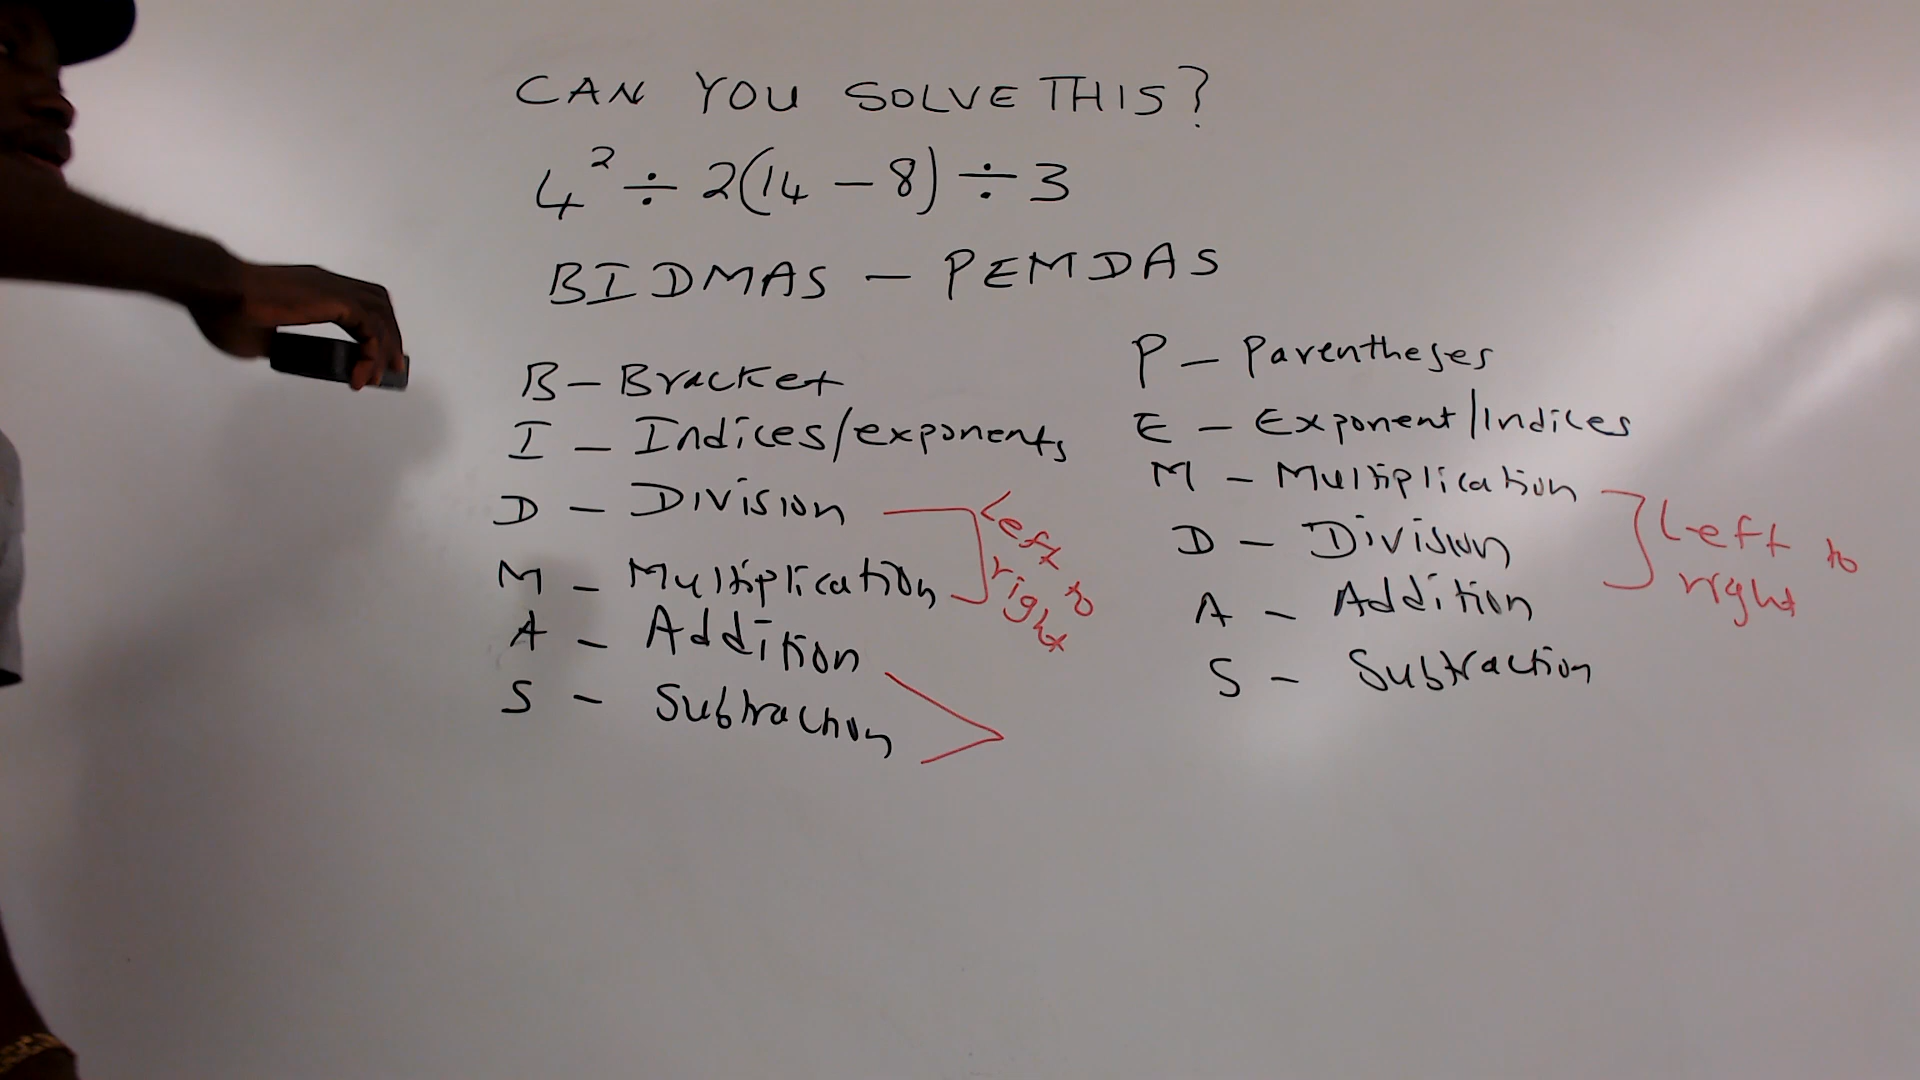 CAN YOU SOLVE THIS?
4² ÷ 2(14 – 8) ÷ 3
BIDMAS – PEMDAS
B – Bracket
I – Indices/exponents
D – Division
M – Multiplication
A – Addition
S – Subtraction
Left to
right
P – Parentheses
E – Exponent/Indices
M – Multiplication
D – Division
A – Addition
S – Subtraction
Left to
right